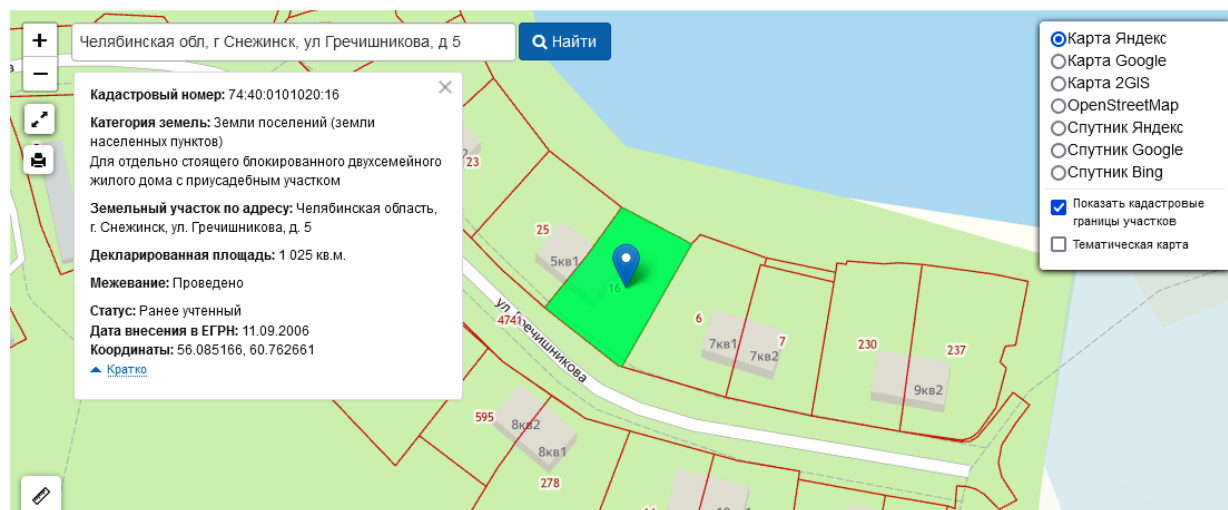 +
Челябинская обл, г Снежинск, ул Гречишникова, д 5
Найти
−
Кадастровый номер: 74:40:0101020:16
Категория земель: Земли поселений (земли
населенных пунктов)
Для отдельно стоящего блокированного двухсемейного
жилого дома с приусадебным участком
Земельный участок по адресу: Челябинская область,
г. Снежинск, ул. Гречишникова, д. 5
Декларированная площадь: 1 025 кв.м.
Межевание: Проведено
Статус: Ранее учтенный
Дата внесения в ЕГРН: 11.09.2006
Координаты: 56.085166, 60.762661
Кратко
Карта Яндекс
Карта Google
Карта 2GIS
OpenStreetMap
Спутник Яндекс
Спутник Google
Спутник Bing
Показать кадастровые
границы участков
Тематическая карта
23
25
5кв1
16
4741
ул. Гречишникова
6
7
7кв1
7кв2
230
237
9кв2
595
8кв2
8кв1
278